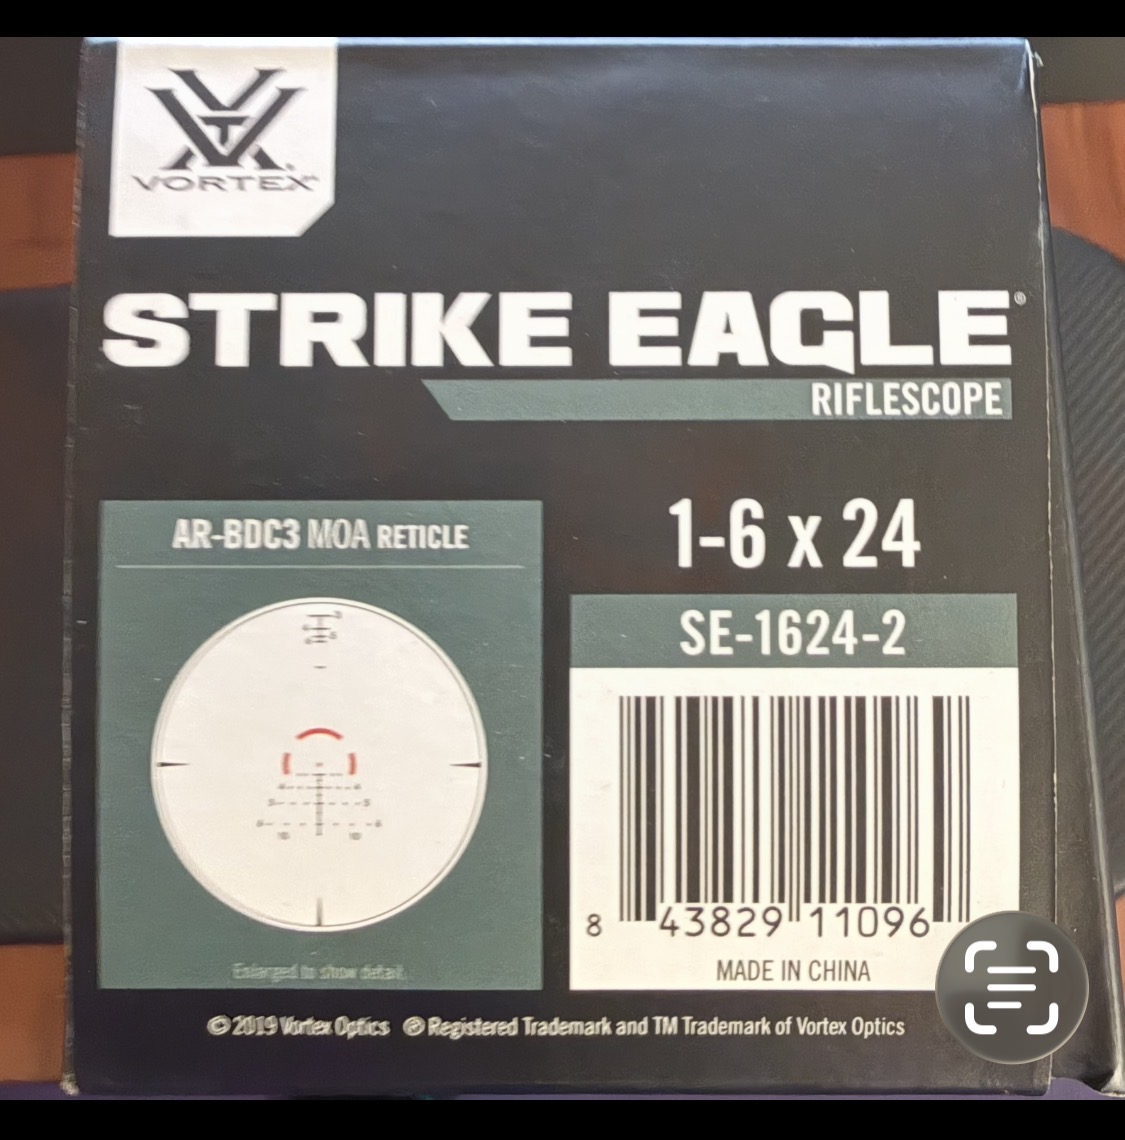 VORTEX
STRIKE EAGLE®
RIFLESCOPE
AR-BDC3 MOA RETICLE
1-6 x 24
SE-1624-2
8 43829 11096
MADE IN CHINA
Enlarged to show detail.
© 2019 Vortex Optics ® Registered Trademark and TM Trademark of Vortex Optics